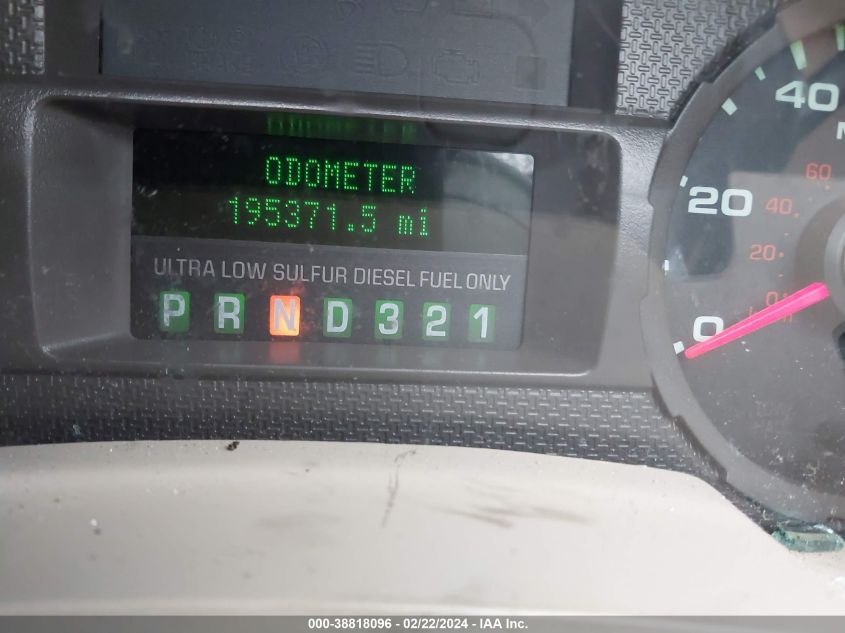 ODOMETER
195371.5 mi
ULTRA LOW SULFUR DIESEL FUEL ONLY
P R N D 3 2 1
40
20
0
60
40
20
0
000-38818096 - 02/22/2024 - IAA Inc.